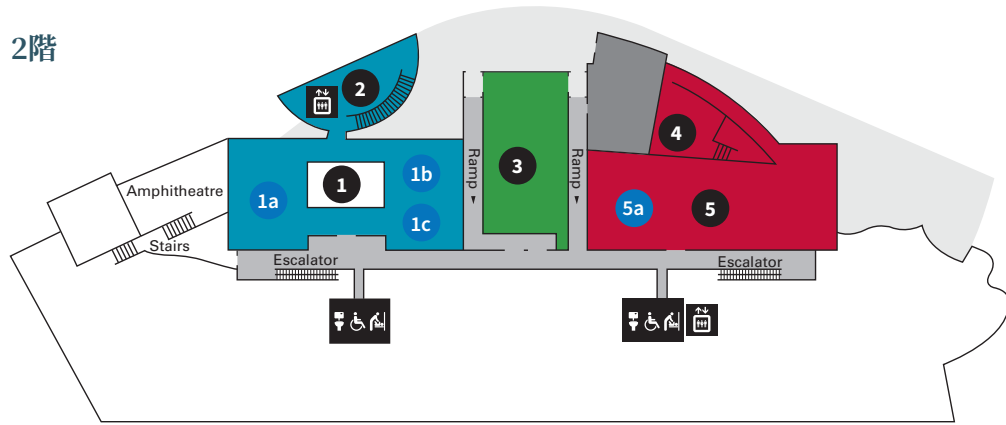 2階
2
1
1a
1b
1c
3
4
5a
5
Ramp
Ramp
Amphitheatre
Stairs
Escalator
Escalator